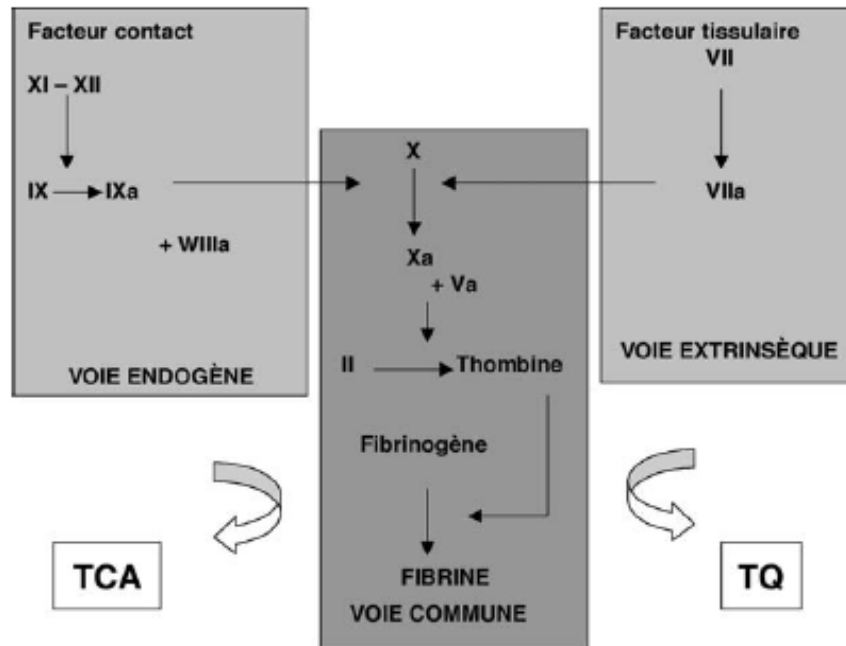 Facteur contact
XI – XII
IX
IXa
+ WIIIa
VOIE ENDOGÈNE
X
Xa
+ Va
II
Thombine
Fibrinogène
FIBRINE
VOIE COMMUNE
Facteur tissulaire
VII
VIIa
VOIE EXTRINSÈQUE
TCA
TQ